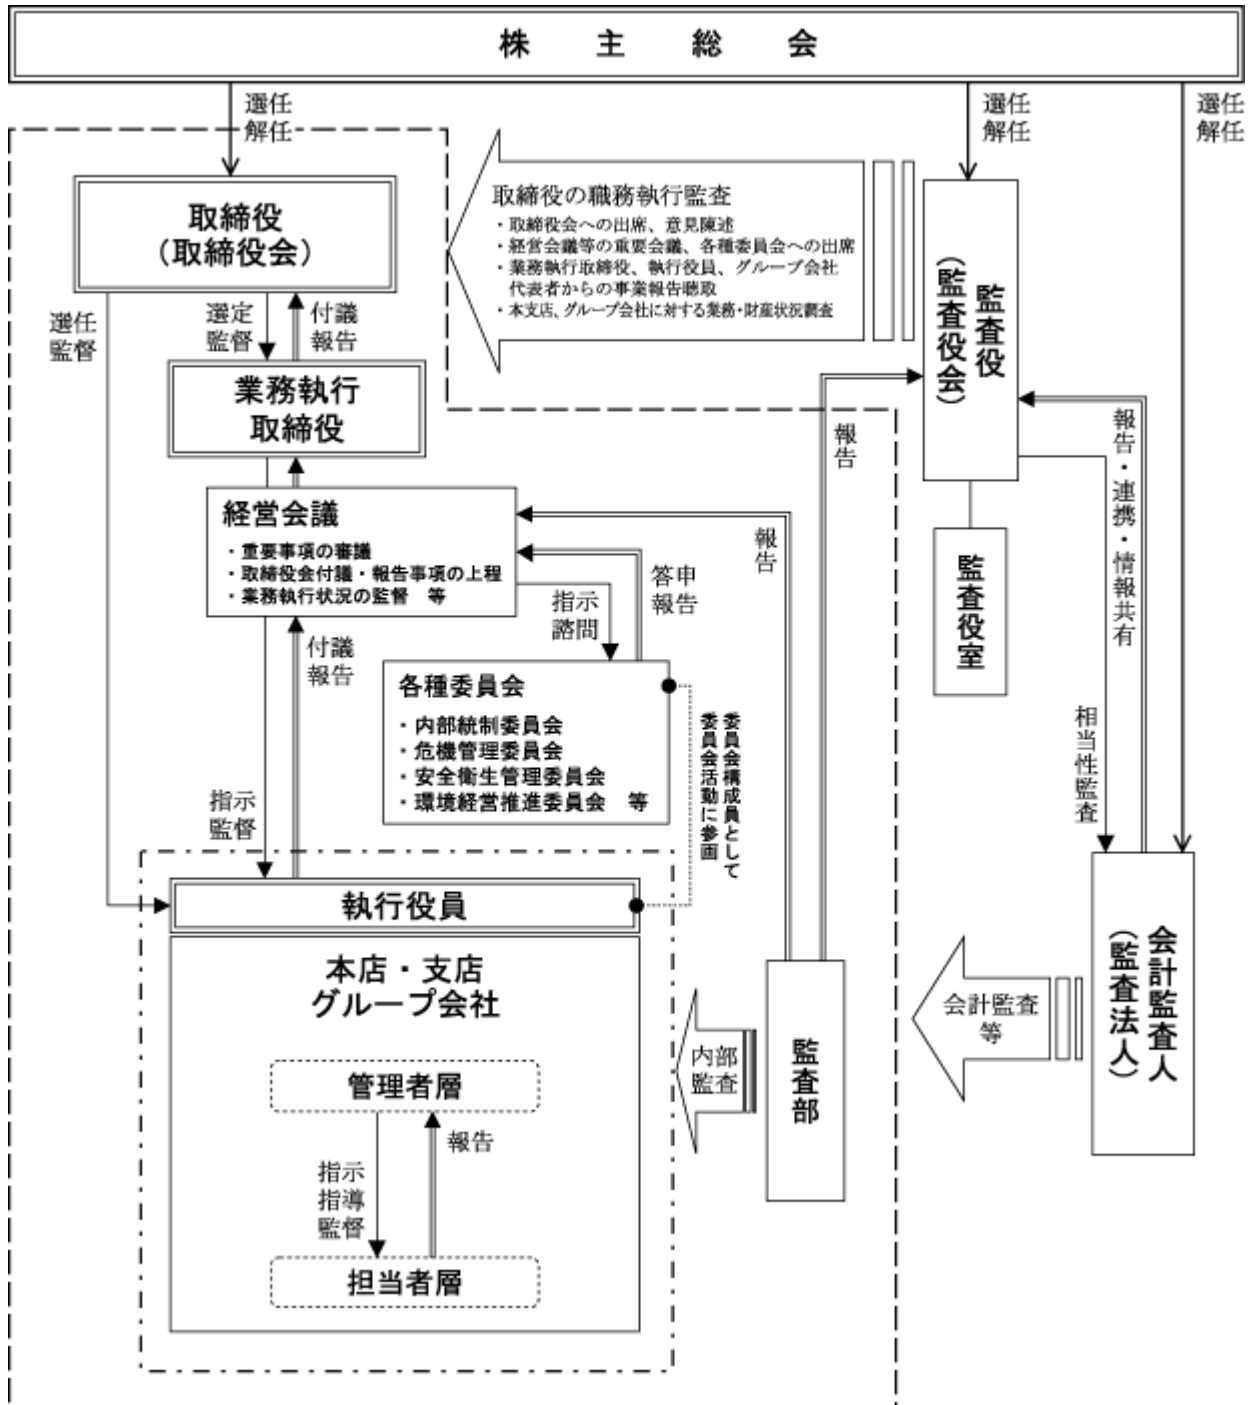 株主総会
選任
解任
選任
解任
選任
解任
取締役
(取締役会)
取締役の職務執行監査
・取締役会への出席、意見陳述
・経営会議等の重要会議、各種委員会への出席
・業務執行取締役、執行役員、グループ会社
代表者からの事業報告聴取
・本支店、グループ会社に対する業務・財産状況調査
監査役
(監査役会)
選任
監督
選定
監督
付議
報告
業務執行
取締役
報告
報告・連携・情報共有
経営会議
・重要事項の審議
・取締役会付議・報告事項の上程
・業務執行状況の監督 等
報告
監査役室
指示
諮問
答申
報告
付議
報告
各種委員会
・内部統制委員会
・危機管理委員会
・安全衛生管理委員会
・環境経営推進委員会 等
委員会構成員として
委員会活動に参画
相当性監査
指示
監督
執行役員
本店・支店
グループ会社
管理者層
報告
指示
指導
監督
担当者層
内部
監査
監査部
会計監査
等
会計監査人
(監査法人)